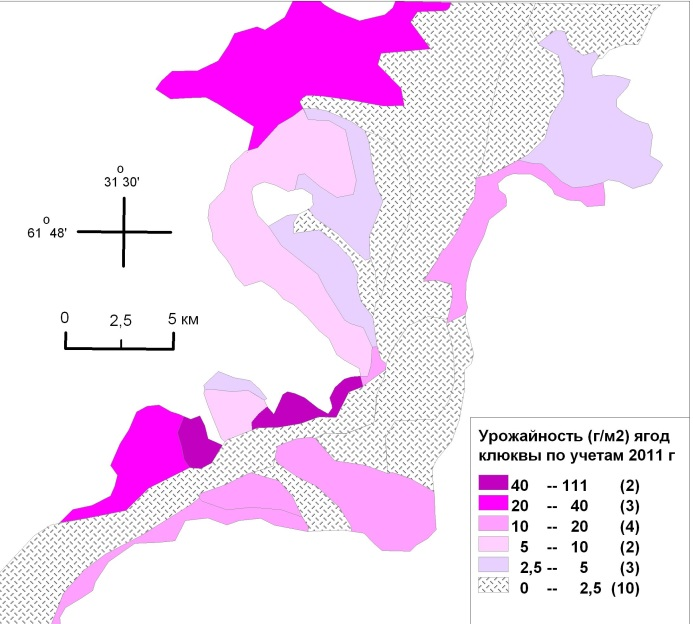 o
31 30'
o
61 48'
0 2,5 5 км
Урожайность (г/м2) ягод
клюквы по учетам 2011 г
40 -- 111 (2)
20 -- 40 (3)
10 -- 20 (4)
5 -- 10 (2)
2,5 -- 5 (3)
0 -- 2,5 (10)